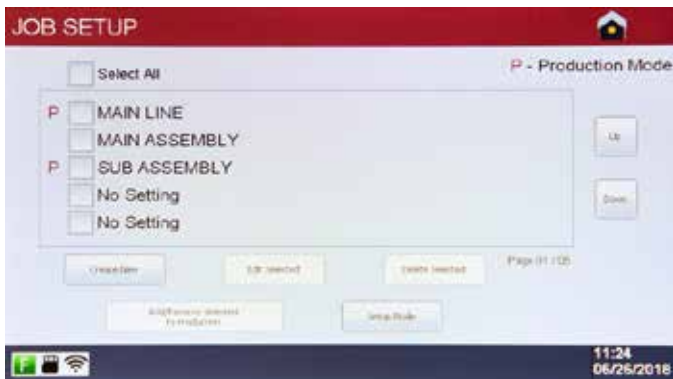 JOB SETUP
Select All
P - Production Mode
P MAIN LINE
MAIN ASSEMBLY
P SUB ASSEMBLY
No Setting
No Setting
Up
Down
Create New
Edit Selected
Delete Selected
Page 01 / 05
Setup Mode
F
11:24
06/26/2018